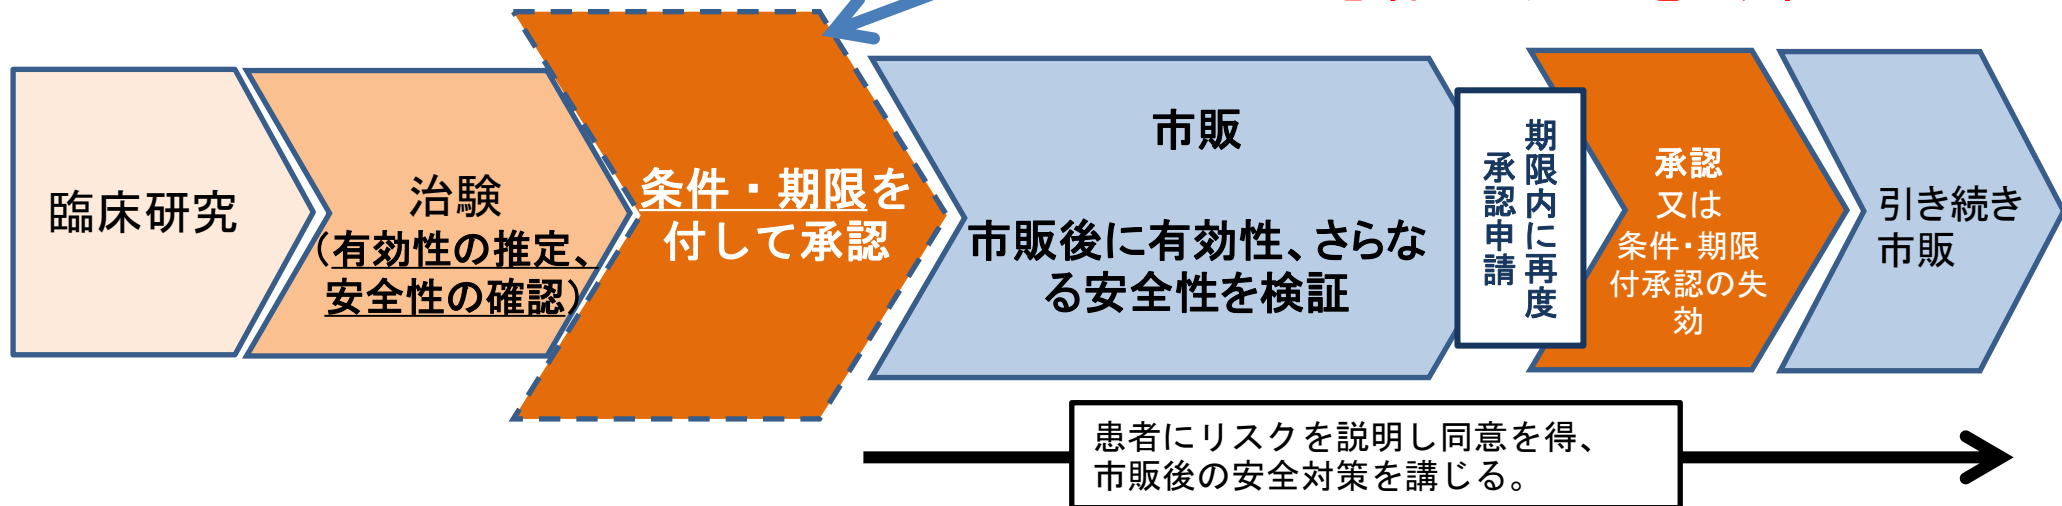 臨床研究
治験
（有効性の推定、
安全性の確認）
条件・期限を
付して承認
市販
市販後に有効性、さらな
る安全性を検証
期限内に再度
承認申請
承認
又は
条件・期限
付承認の失
効
引き続き
市販
患者にリスクを説明し同意を得、
市販後の安全対策を講じる。